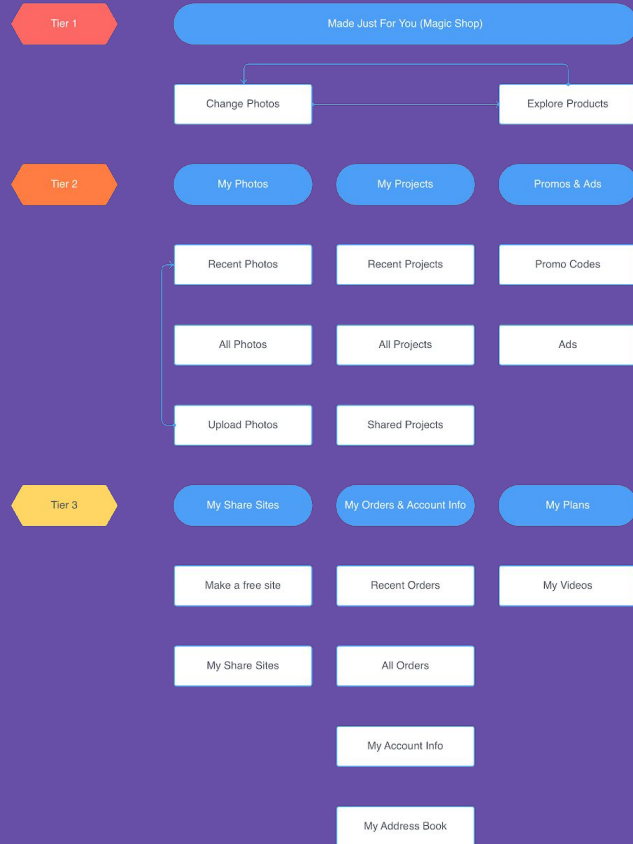 Tier 1
Made Just For You (Magic Shop)
Change Photos
Explore Products
Tier 2
My Photos
My Projects
Promos & Ads
Recent Photos
Recent Projects
Promo Codes
All Photos
All Projects
Ads
Upload Photos
Shared Projects
Tier 3
My Share Sites
My Orders & Account Info
My Plans
Make a free site
Recent Orders
My Videos
My Share Sites
All Orders
My Account Info
My Address Book